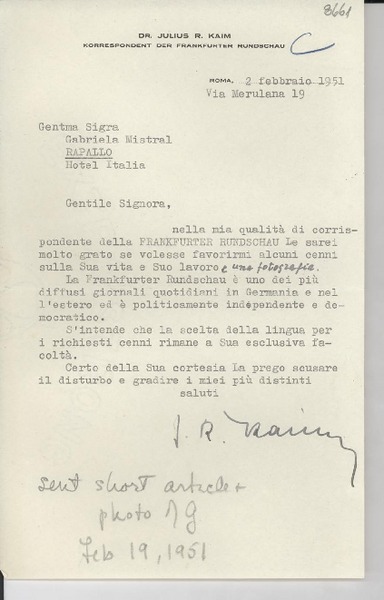 8661
DR. JULIUS R. KAIM
KORRESPONDENT DER FRANKFURTER RUNDSCHAU
C
ROMA, 2 febbraio 1951
Via Merulana 19
Gentma Sigra
Gabriela Mistral
RAPALLO
Hotel Italia
Gentile Signora,
nella mia qualità di corris-
pondente della FRANKFURTER RUNDSCHAU Le sarei
molto grato se volesse favorirmi alcuni cenni
sulla Sua vita e Suo lavoro e una fotografia.
La Frankfurter Rundschau è uno dei più
diffusi giornali quotidiani in Germania e nel
l'estero ed è politicamente independente e de-
mocratico.
S'intende che la scelta della lingua per
i richiesti cenni rimane a Sua esclusiva fa-
coltà.
Certo della Sua cortesia La prego scusare
il disturbo e gradire i miei più distinti
saluti
J. R. Kaim
sent short article +
photo
Feb 19, 1951